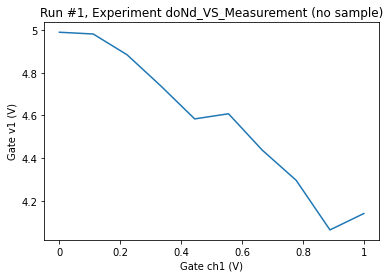 Run #1, Experiment doNd_VS_Measurement (no sample)
5
4.8
4.6
4.4
4.2
Gate v1 (V)
0 0.2 0.4 0.6 0.8 1
Gate ch1 (V)